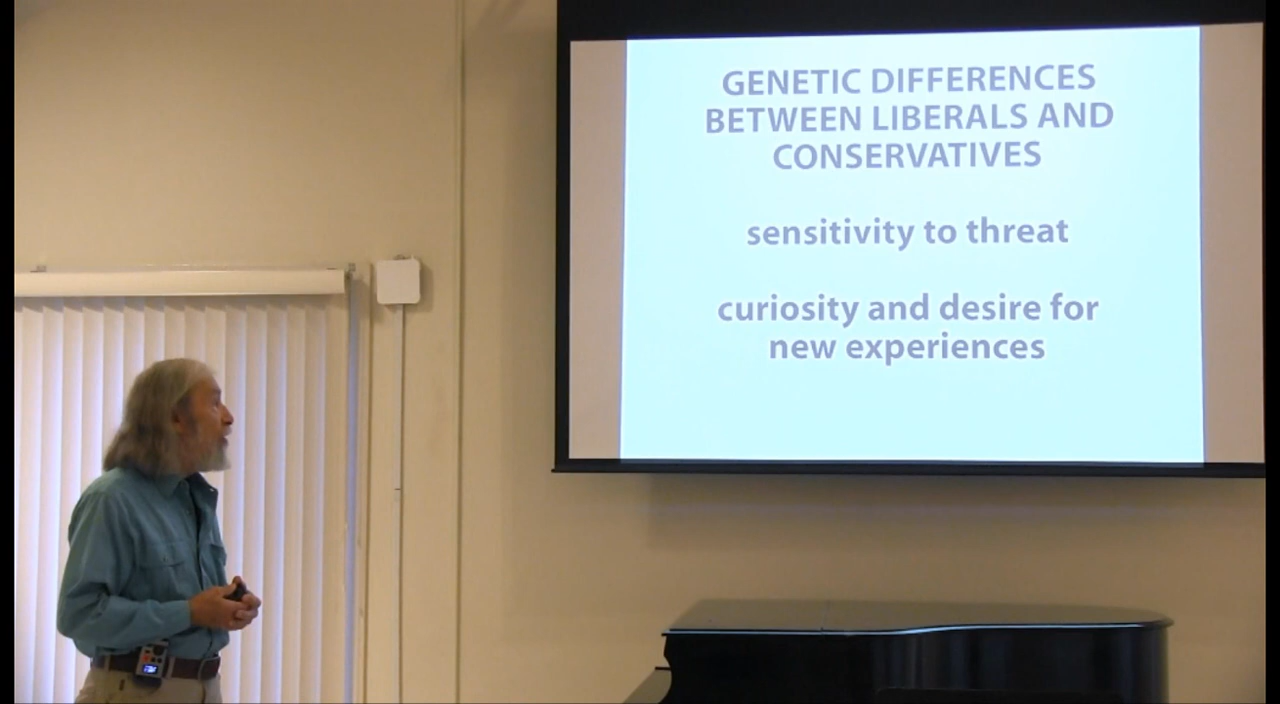 GENETIC DIFFERENCES
BETWEEN LIBERALS AND
CONSERVATIVES
sensitivity to threat
curiosity and desire for
new experiences